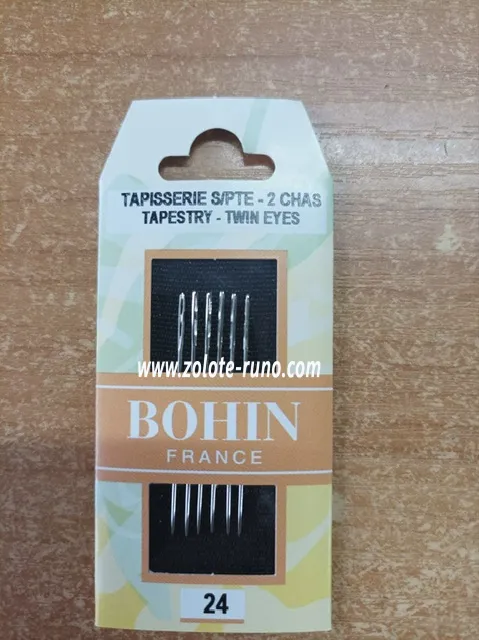 TAPISSERIE S/PTE - 2 CHAS
TAPESTRY - TWIN EYES
www.zolote-runo.com
BOHIN
FRANCE
24